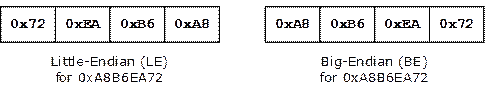 0x72 0xEA 0xB6 0xA8
Little-Endian (LE)
for 0xA8B6EA72
0xA8 0xB6 0xEA 0x72
Big-Endian (BE)
for 0xA8B6EA72